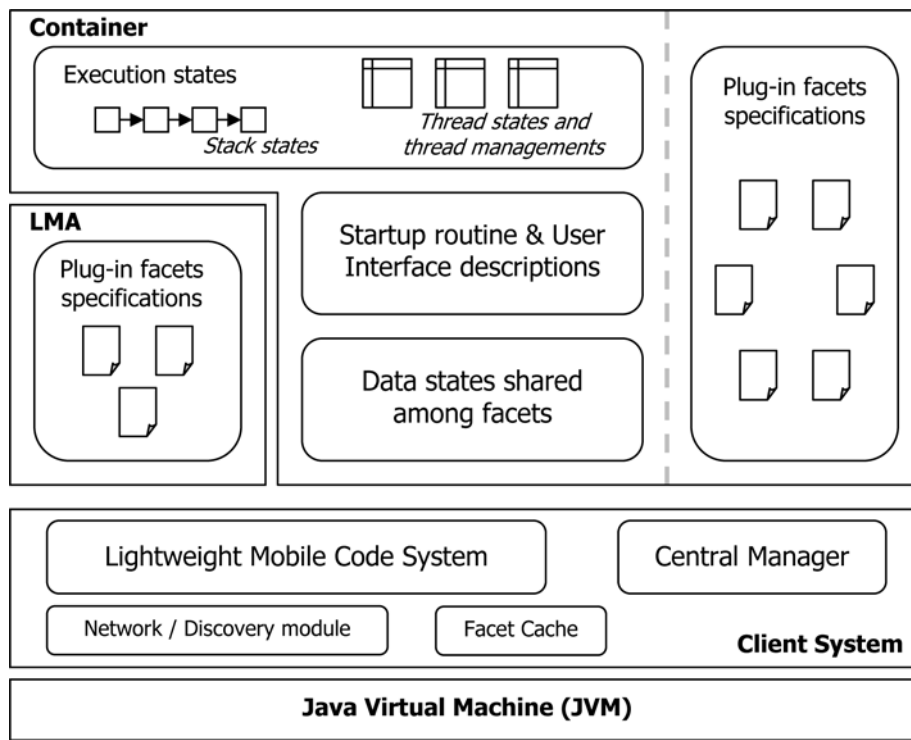 Container
Execution states
Stack states
Thread states and
thread managements
Plug-in facets
specifications
LMA
Plug-in facets
specifications
Startup routine & User
Interface descriptions
Data states shared
among facets
Lightweight Mobile Code System
Central Manager
Network / Discovery module
Facet Cache
Client System
Java Virtual Machine (JVM)